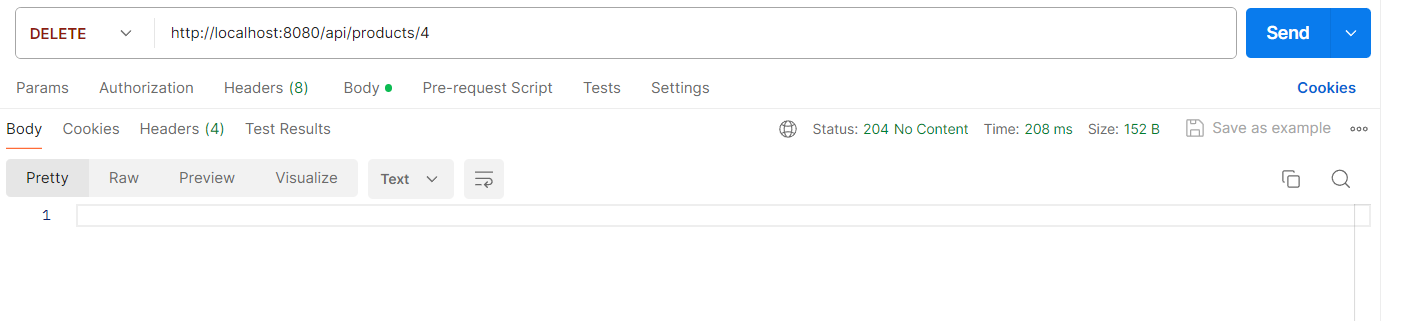 DELETE http://localhost:8080/api/products/4 Send
Params Authorization Headers (8) Body Pre-request Script Tests Settings Cookies
Body Cookies Headers (4) Test Results Status: 204 No Content Time: 208 ms Size: 152 B Save as example
Pretty Raw Preview Visualize Text
1